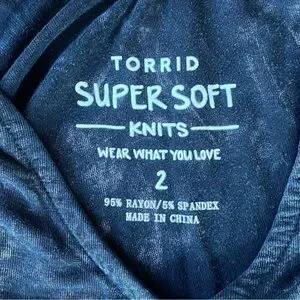 TORRID
SUPER SOFT
KNITS
WEAR WHAT YOU LOVE
2
95% RAYON/5% SPANDEX
MADE IN CHINA